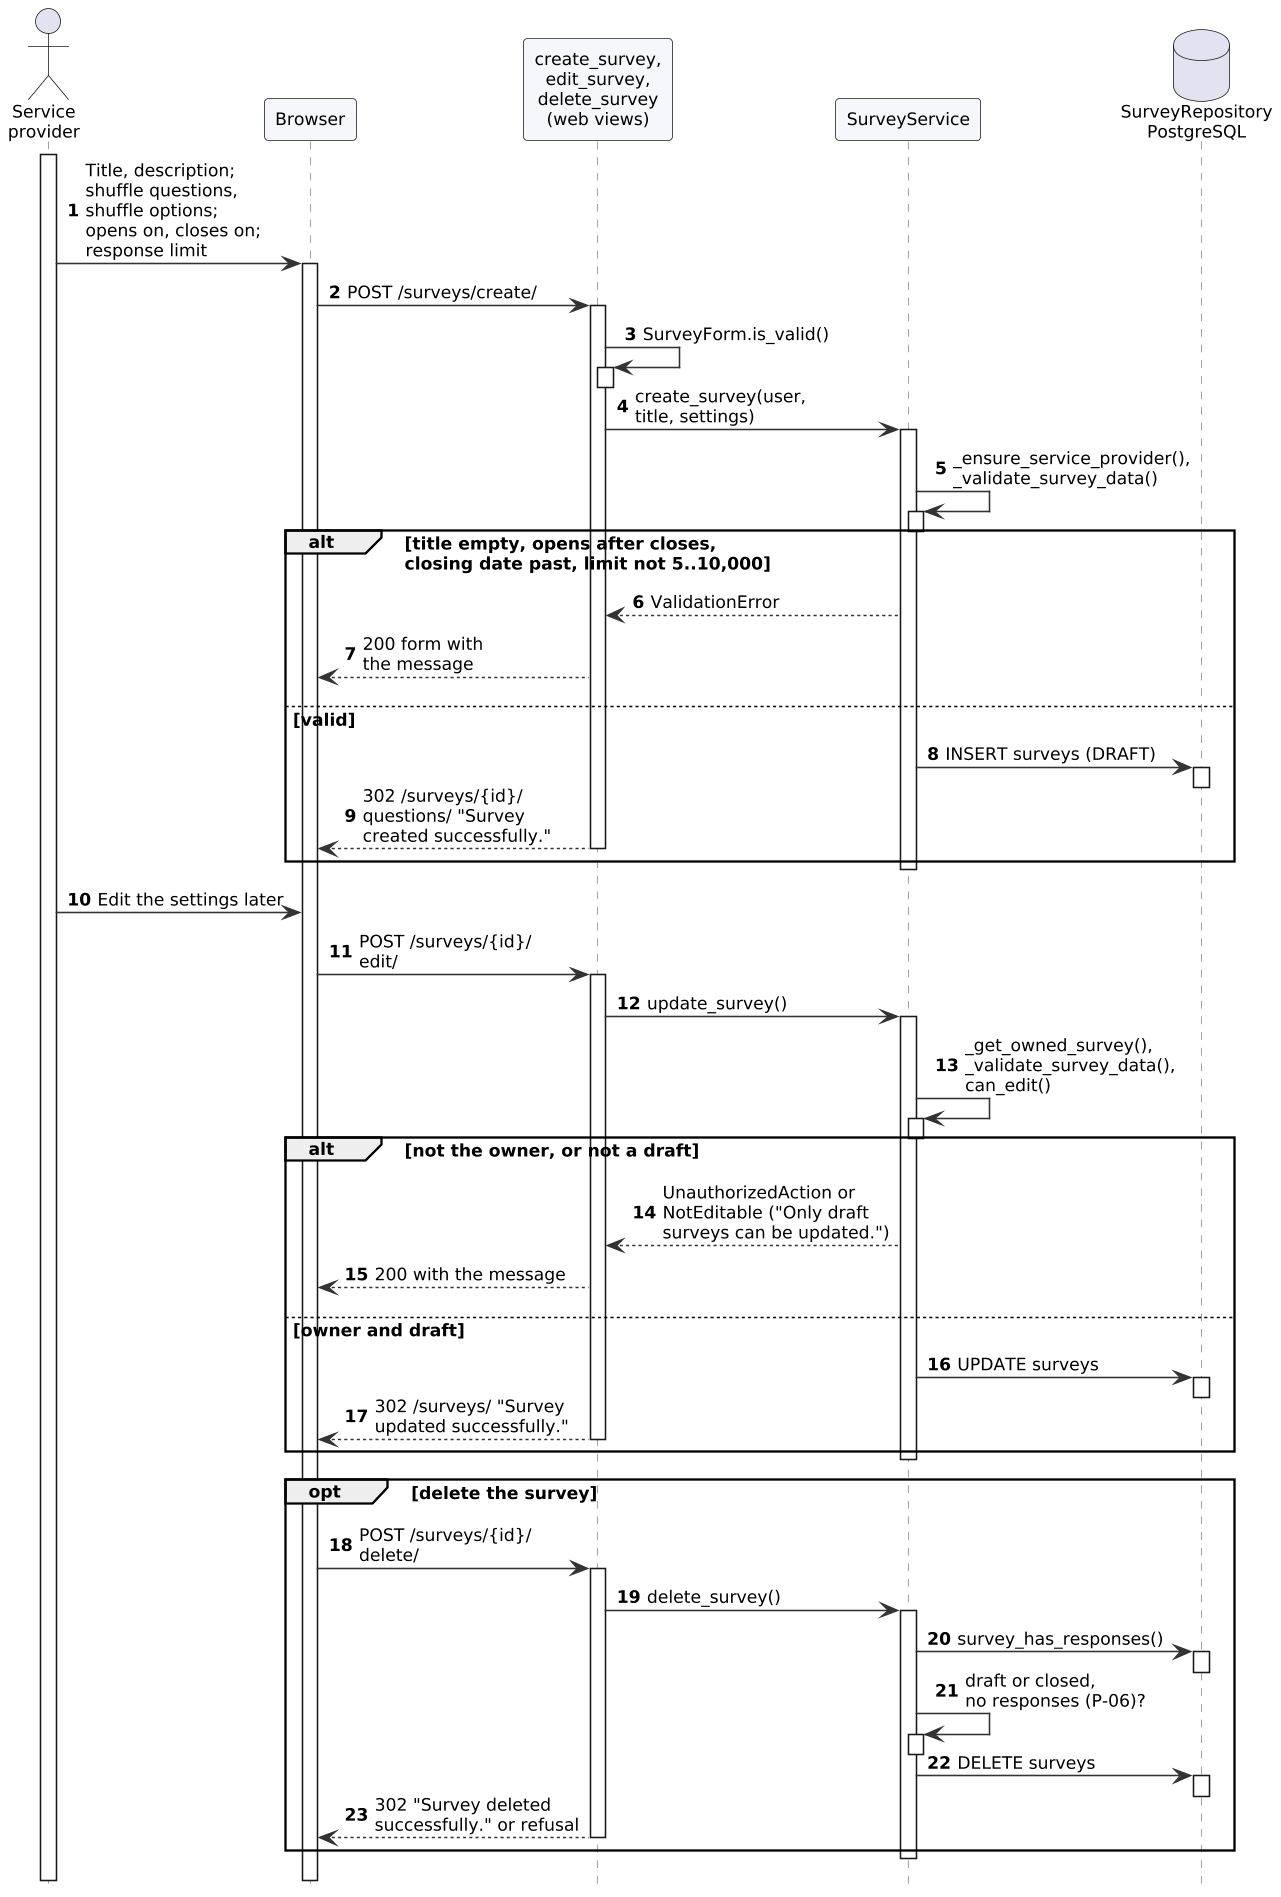 Service
provider
Browser
create_survey,
edit_survey,
delete_survey
(web views)
SurveyService
SurveyRepository
PostgreSQL
1 Title, description;
shuffle questions,
shuffle options;
opens on, closes on;
response limit
2 POST /surveys/create/
3 SurveyForm.is_valid()
4 create_survey(user,
title, settings)
5 _ensure_service_provider(),
_validate_survey_data()
alt [title empty, opens after closes,
closing date past, limit not 5..10,000]
6 ValidationError
7 200 form with
the message
[valid]
8 INSERT surveys (DRAFT)
9 302 /surveys/{id}/
questions/ "Survey
created successfully."
10 Edit the settings later
11 POST /surveys/{id}/
edit/
12 update_survey()
13 _get_owned_survey(),
_validate_survey_data(),
can_edit()
alt [not the owner, or not a draft]
14 UnauthorizedAction or
NotEditable ("Only draft
surveys can be updated.")
15 200 with the message
[owner and draft]
16 UPDATE surveys
17 302 /surveys/ "Survey
updated successfully."
opt [delete the survey]
18 POST /surveys/{id}/
delete/
19 delete_survey()
20 survey_has_responses()
21 draft or closed,
no responses (P-06)?
22 DELETE surveys
23 302 "Survey deleted
successfully." or refusal